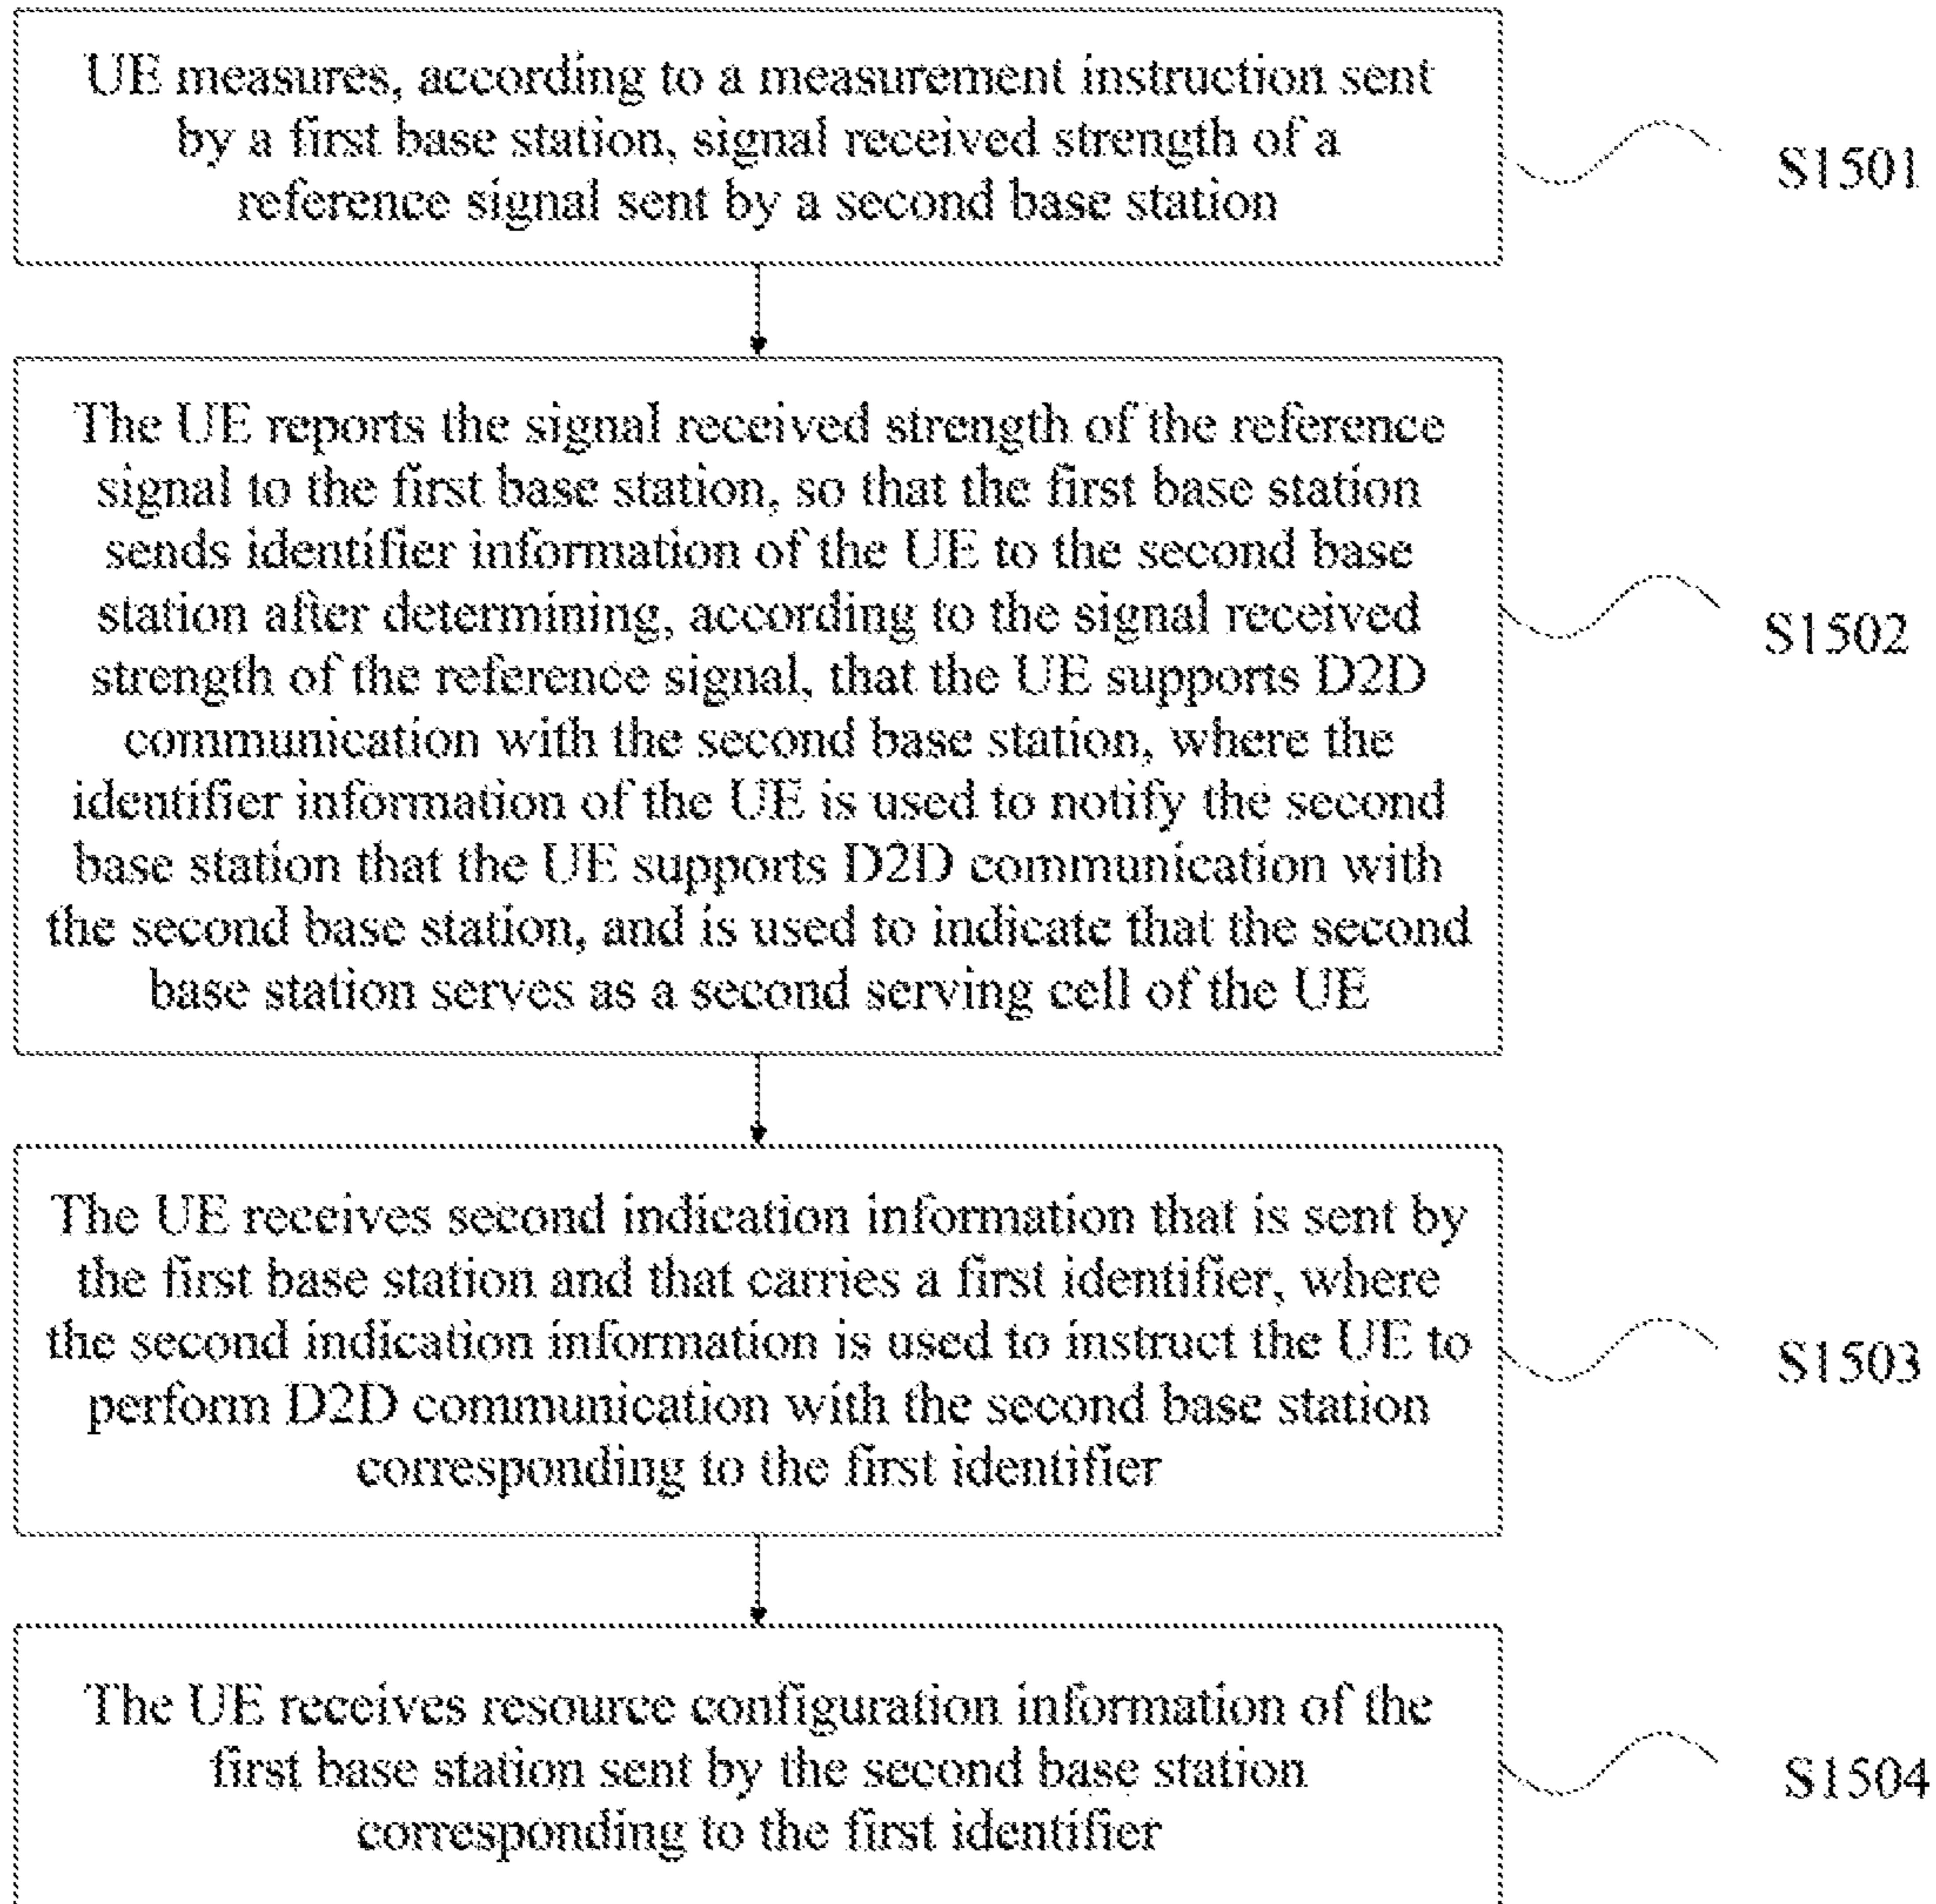 UE measures, according to a measurement instruction sent
by a first base station, signal received strength of a
reference signal sent by a second base station
S1501
The UE reports the signal received strength of the reference
signal to the first base station, so that the first base station
sends identifier information of the UE to the second base
station after determining, according to the signal received
strength of the reference signal, that the UE supports D2D
communication with the second base station, where the
identifier information of the UE is used to notify the second
base station that the UE supports D2D communication with
the second base station, and is used to indicate that the second
base station serves as a second serving cell of the UE
S1502
The UE receives second indication information that is sent by
the first base station and that carries a first identifier, where
the second indication information is used to instruct the UE to
perform D2D communication with the second base station
corresponding to the first identifier
S1503
The UE receives resource configuration information of the
first base station sent by the second base station
corresponding to the first identifier
S1504